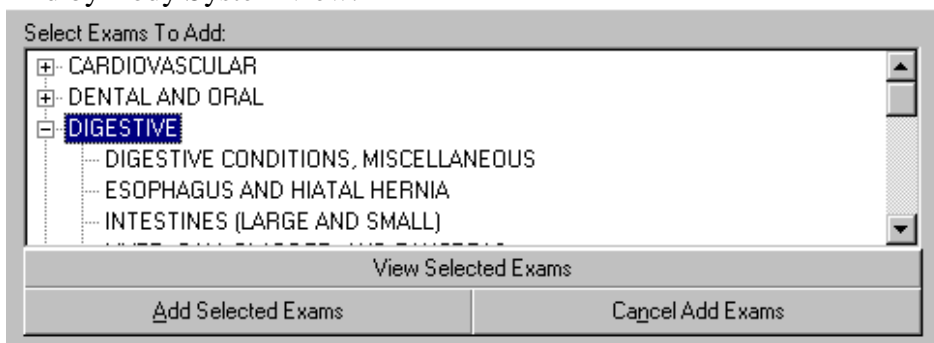 Select Exams To Add:
CARDIOVASCULAR
DENTAL AND ORAL
DIGESTIVE
DIGESTIVE CONDITIONS, MISCELLANEOUS
ESOPHAGUS AND HIATAL HERNIA
INTESTINES (LARGE AND SMALL)
View Selected Exams
Add Selected Exams Cancel Add Exams